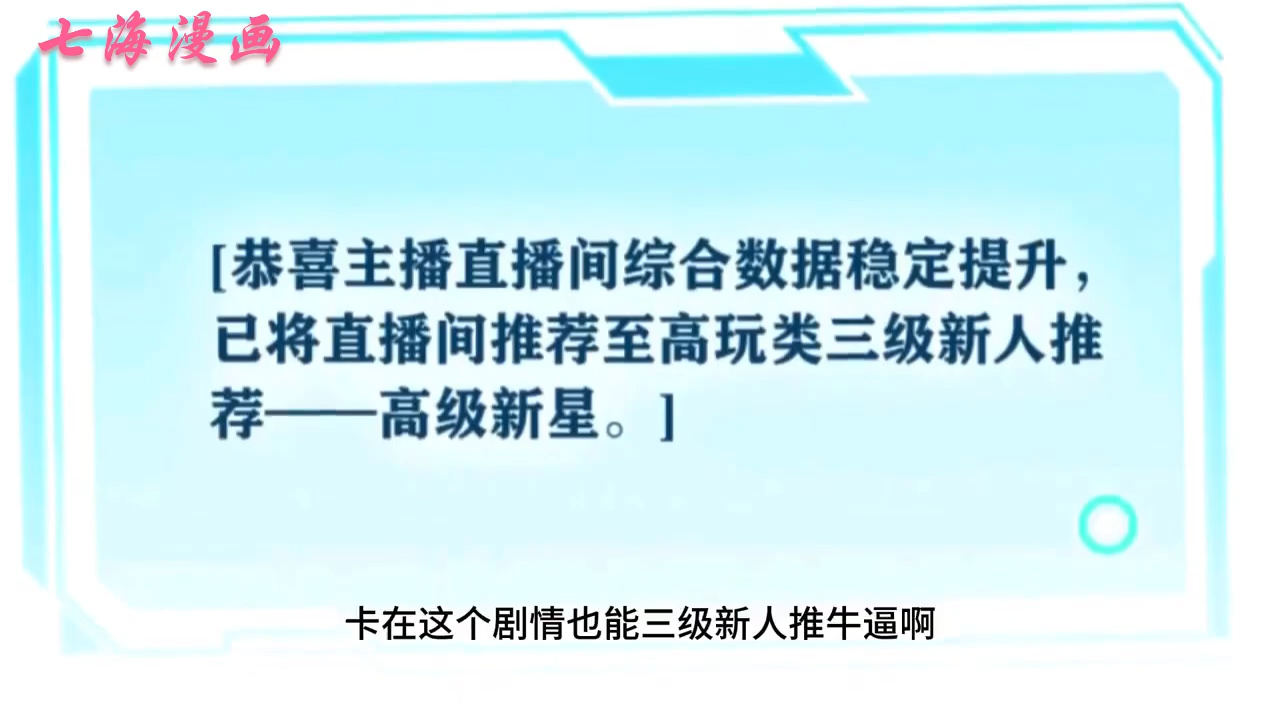 七海漫画
[恭喜主播直播间综合数据稳定提升，
已将直播间推荐至高玩类三级新人推
荐——高级新星。]
卡在这个剧情也能三级新人推牛逼啊